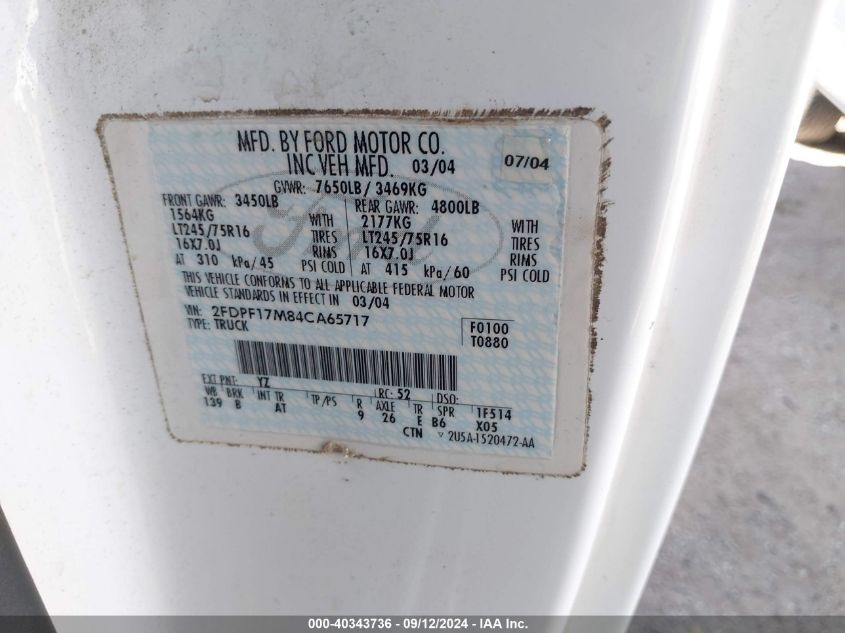 MFD. BY FORD MOTOR CO.
INC VEH MFD. 03/04
07/04
GVWR: 7650LB/ 3469KG
FRONT GAWR: 3450LB
1564KG WITH
LT245/75R16 TIRES
16X7.0J RIMS
AT 310 kPa/45 PSI COLD
REAR GAWR: 4800LB
2177KG WITH
LT245/75R16 TIRES
16X7.0J RIMS
AT 415 kPa/60 PSI COLD
THIS VEHICLE CONFORMS TO ALL APPLICABLE FEDERAL MOTOR
VEHICLE STANDARDS IN EFFECT IN 03/04
VIN: 2FDPF17M84CA65717
TYPE: TRUCK
F0100
T0880
EXT PNT: YZ RC: 52 DSO:
WB BRK INT TR TP/PS R AXLE TR SPR 1F514
139 B AT 9 26 E B6 X05
CTN ▽ 2U5A-1520472-AA
Ford
000-40343736 - 09/12/2024 - IAA Inc.